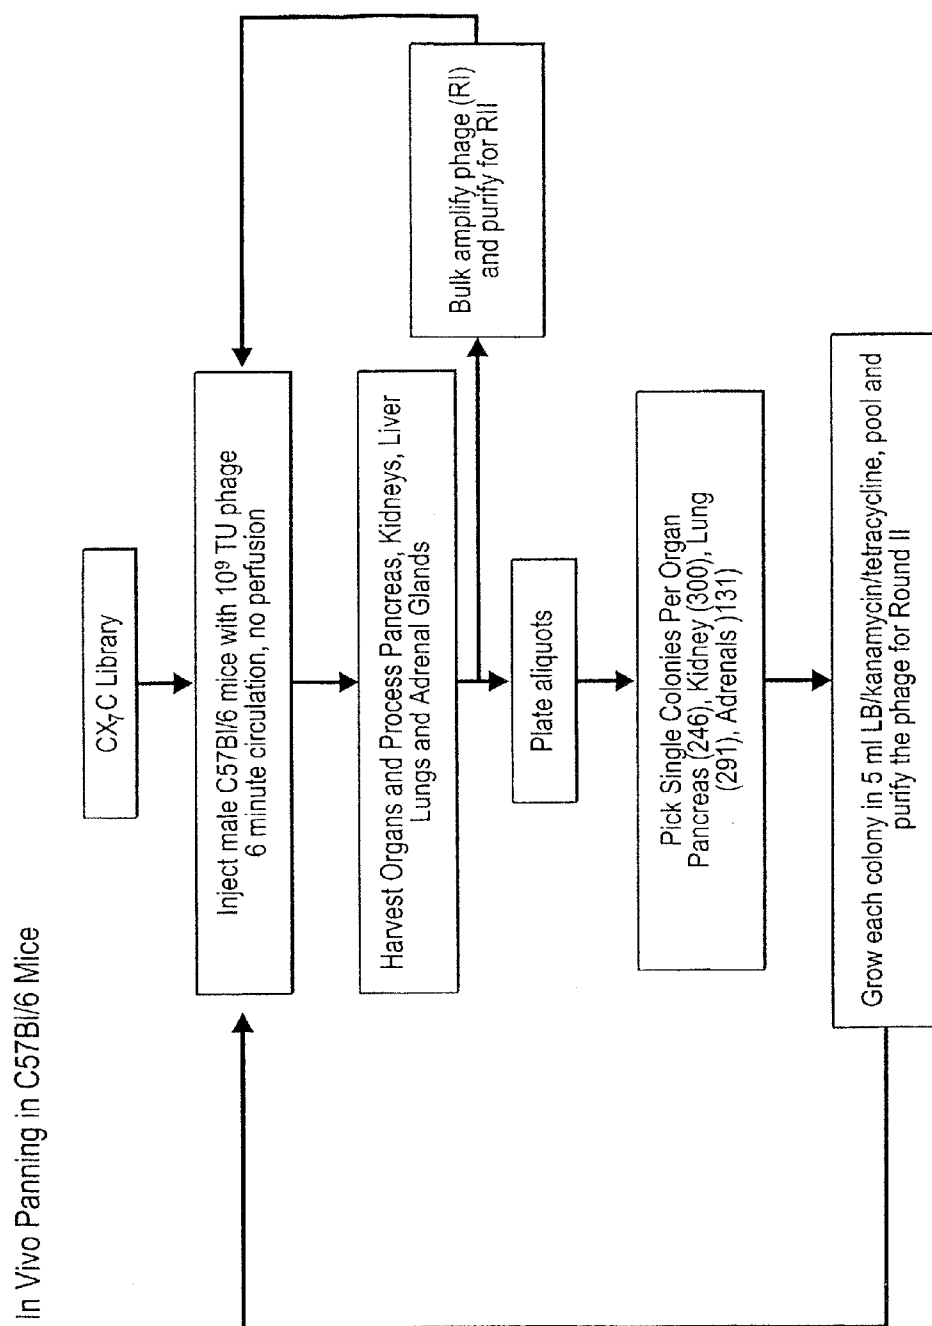 In Vivo Panning in C57Bl/6 Mice
CX₇C Library
Inject male C57Bl/6 mice with 10⁹ TU phage
6 minute circulation, no perfusion
Harvest Organs and Process Pancreas, Kidneys, Liver
Lungs and Adrenal Glands
Bulk amplify phage (RI)
and purify for RII
Plate aliquots
Pick Single Colonies Per Organ
Pancreas (246), Kidney (300), Lung
(291), Adrenals )131)
Grow each colony in 5 ml LB/kanamycin/tetracycline, pool and
purify the phage for Round II